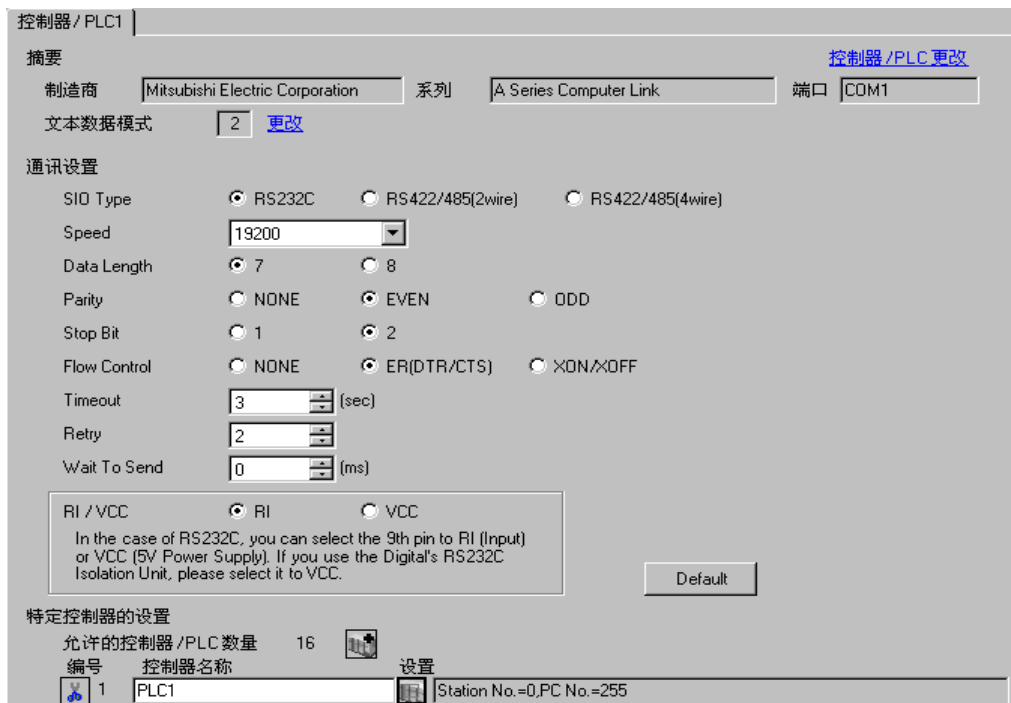 控制器/PLC1
摘要 控制器/PLC更改
制造商 Mitsubishi Electric Corporation 系列 A Series Computer Link 端口 COM1
文本数据模式 2 更改
通讯设置
SIO Type RS232C RS422/485(2wire) RS422/485(4wire)
Speed 19200
Data Length 7 8
Parity NONE EVEN ODD
Stop Bit 1 2
Flow Control NONE ER(DTR/CTS) XON/XOFF
Timeout 3 (sec)
Retry 2
Wait To Send 0 (ms)
RI / VCC RI VCC
In the case of RS232C, you can select the 9th pin to RI (Input)
or VCC (5V Power Supply). If you use the Digital's RS232C
Isolation Unit, please select it to VCC.
Default
特定控制器的设置
允许的控制器/PLC数量 16
编号 控制器名称 设置
1 PLC1 Station No.=0,PC No.=255